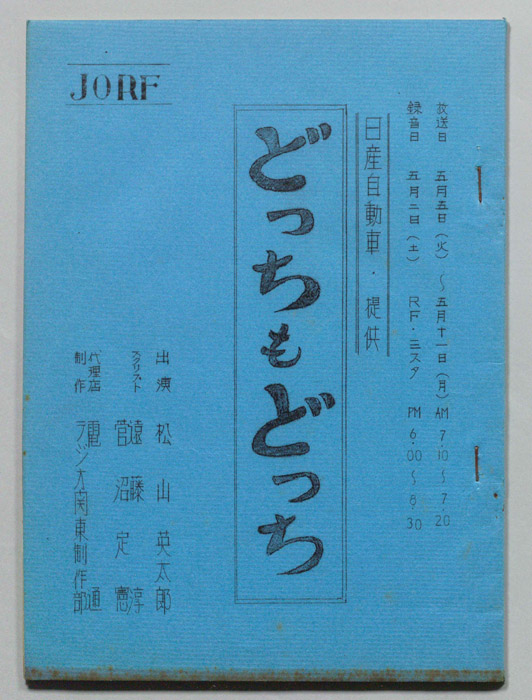 放送日 五月五日(火)〜五月十一日(月) AM 7.10〜7.20
録音日 五月二日(土) RF・ニスタ PM 6.00〜8.30
日産自動車・提供
JORF
どっちもどっち
出演 松山英太郎
スクリスト 遠藤淳
菅沼定憲
代理店 電通
制作 ラジオ関東制作部